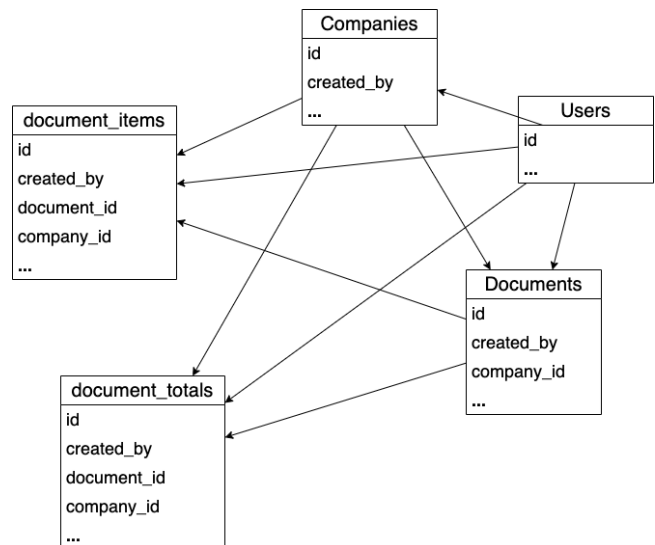 Companies
id
created_by
...
document_items
id
created_by
document_id
company_id
...
Users
id
...
Documents
id
created_by
company_id
...
document_totals
id
created_by
document_id
company_id
...